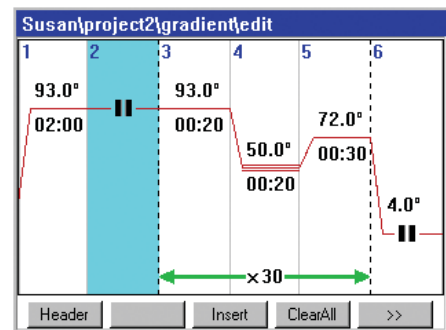 Susan\project2\gradient\edit
1 2 3 4 5 6
93.0° 93.0°
02:00 00:20
50.0° 72.0°
00:20 00:30
4.0°
×30
Header Insert ClearAll >>